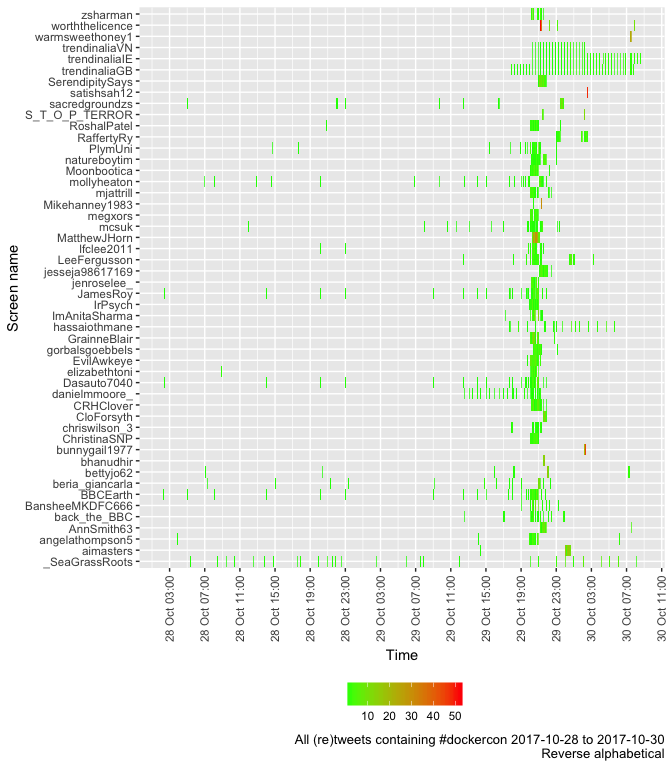 zsharman
worththelicence
warmsweethoney1
trendinaliaVN
trendinaliaIE
trendinaliaGB
SerendipitySays
satishsah12
sacredgroundzs
S_T_O_P_TERROR
RoshalPatel
RaffertyRy
PlymUni
natureboytim
Moonbootica
mollyheaton
mjattrill
Mikehanney1983
megxors
mcsuk
MatthewJHorn
lfclee2011
LeeFergusson
jesseja98617169
jenroselee_
JamesRoy
IrPsych
ImAnitaSharma
hassaiothmane
GrainneBlair
gorbalsgoebbels
EvilAwkeye
elizabethtoni
Dasauto7040
danielmmoore_
CRHClover
CloForsyth
chriswilson_3
ChristinaSNP
bunnygail1977
bhanudhir
bettyjo62
beria_giancarla
BBCEarth
BansheeMKDFC666
back_the_BBC
AnnSmith63
angelathompson5
aimasters
_SeaGrassRoots
Screen name
28 Oct 03:00
28 Oct 07:00
28 Oct 11:00
28 Oct 15:00
28 Oct 19:00
28 Oct 23:00
29 Oct 03:00
29 Oct 07:00
29 Oct 11:00
29 Oct 15:00
29 Oct 19:00
29 Oct 23:00
30 Oct 03:00
30 Oct 07:00
30 Oct 11:00
Time
10 20 30 40 50
All (re)tweets containing #dockercon 2017-10-28 to 2017-10-30
Reverse alphabetical